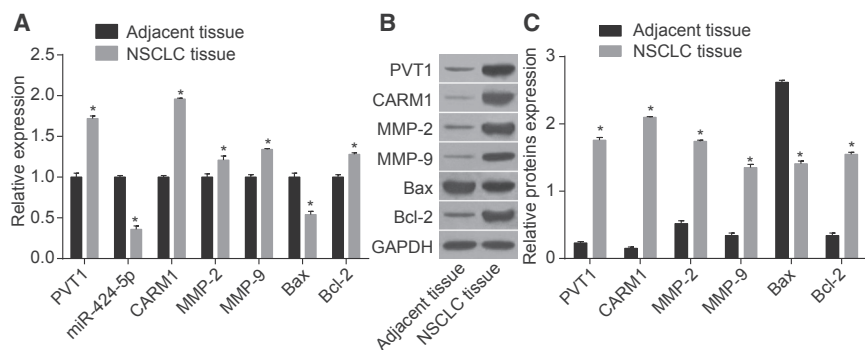 A
Adjacent tissue
NSCLC tissue
Relative expression
2.5
2.0
1.5
1.0
0.5
0.0
* * * * * * *
PVT1
miR-424-5p
CARM1
MMP-2
MMP-9
Bax
Bcl-2
B
PVT1
CARM1
MMP-2
MMP-9
Bax
Bcl-2
GAPDH
Adjacent tissue
NSCLC tissue
C
Adjacent tissue
NSCLC tissue
Relative proteins expression
3
2
1
0
* * * * * *
PVT1
CARM1
MMP-2
MMP-9
Bax
Bcl-2